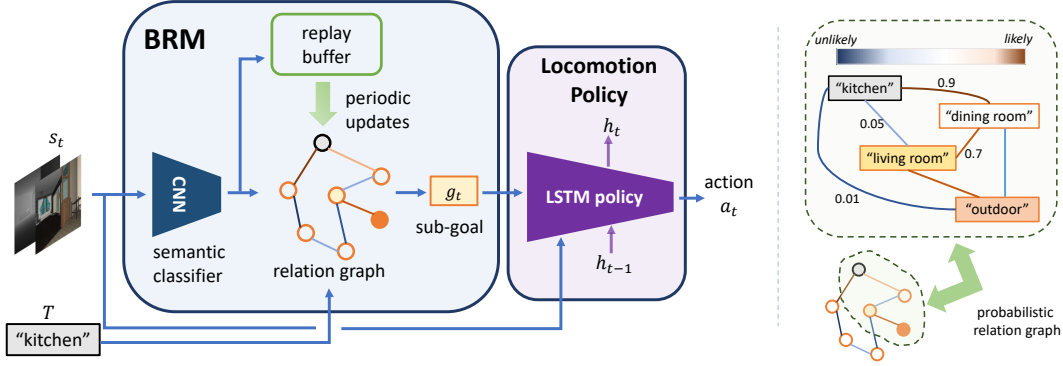 BRM
replay
buffer
periodic
updates
s_t
CNN
semantic
classifier
relation graph
g_t
sub-goal
T
"kitchen"
Locomotion
Policy
h_t
LSTM policy
h_{t−1}
action
a_t
unlikely
likely
"kitchen"
0.9
"dining room"
0.05
"living room"
0.7
0.01
"outdoor"
probabilistic
relation graph